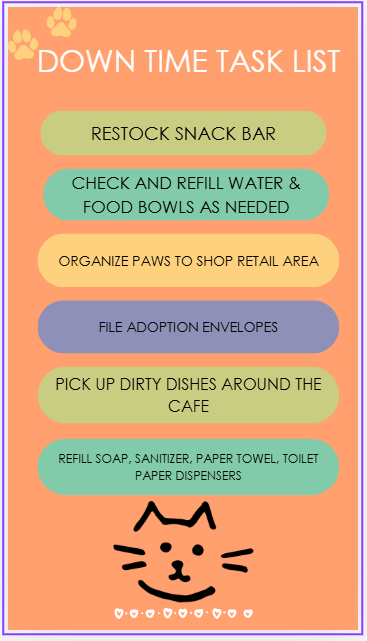 DOWN TIME TASK LIST
RESTOCK SNACK BAR
CHECK AND REFILL WATER &
FOOD BOWLS AS NEEDED
ORGANIZE PAWS TO SHOP RETAIL AREA
FILE ADOPTION ENVELOPES
PICK UP DIRTY DISHES AROUND THE
CAFE
REFILL SOAP, SANITIZER, PAPER TOWEL, TOILET
PAPER DISPENSERS